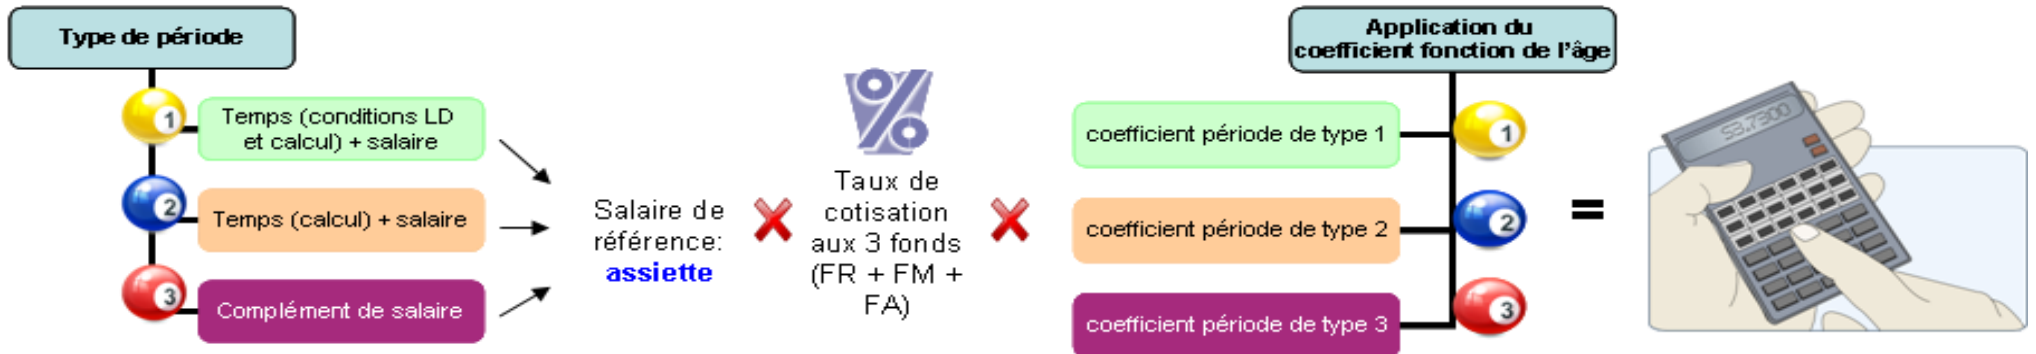 Type de période
1
Temps (conditions LD
et calcul) + salaire
2
Temps (calcul) + salaire
3
Complément de salaire
Salaire de
référence:
assiette
%
Taux de
cotisation
aux 3 fonds
(FR + FM +
FA)
Application du
coefficient fonction de l'âge
coefficient période de type 1
1
coefficient période de type 2
2
coefficient période de type 3
3
=
53.7300